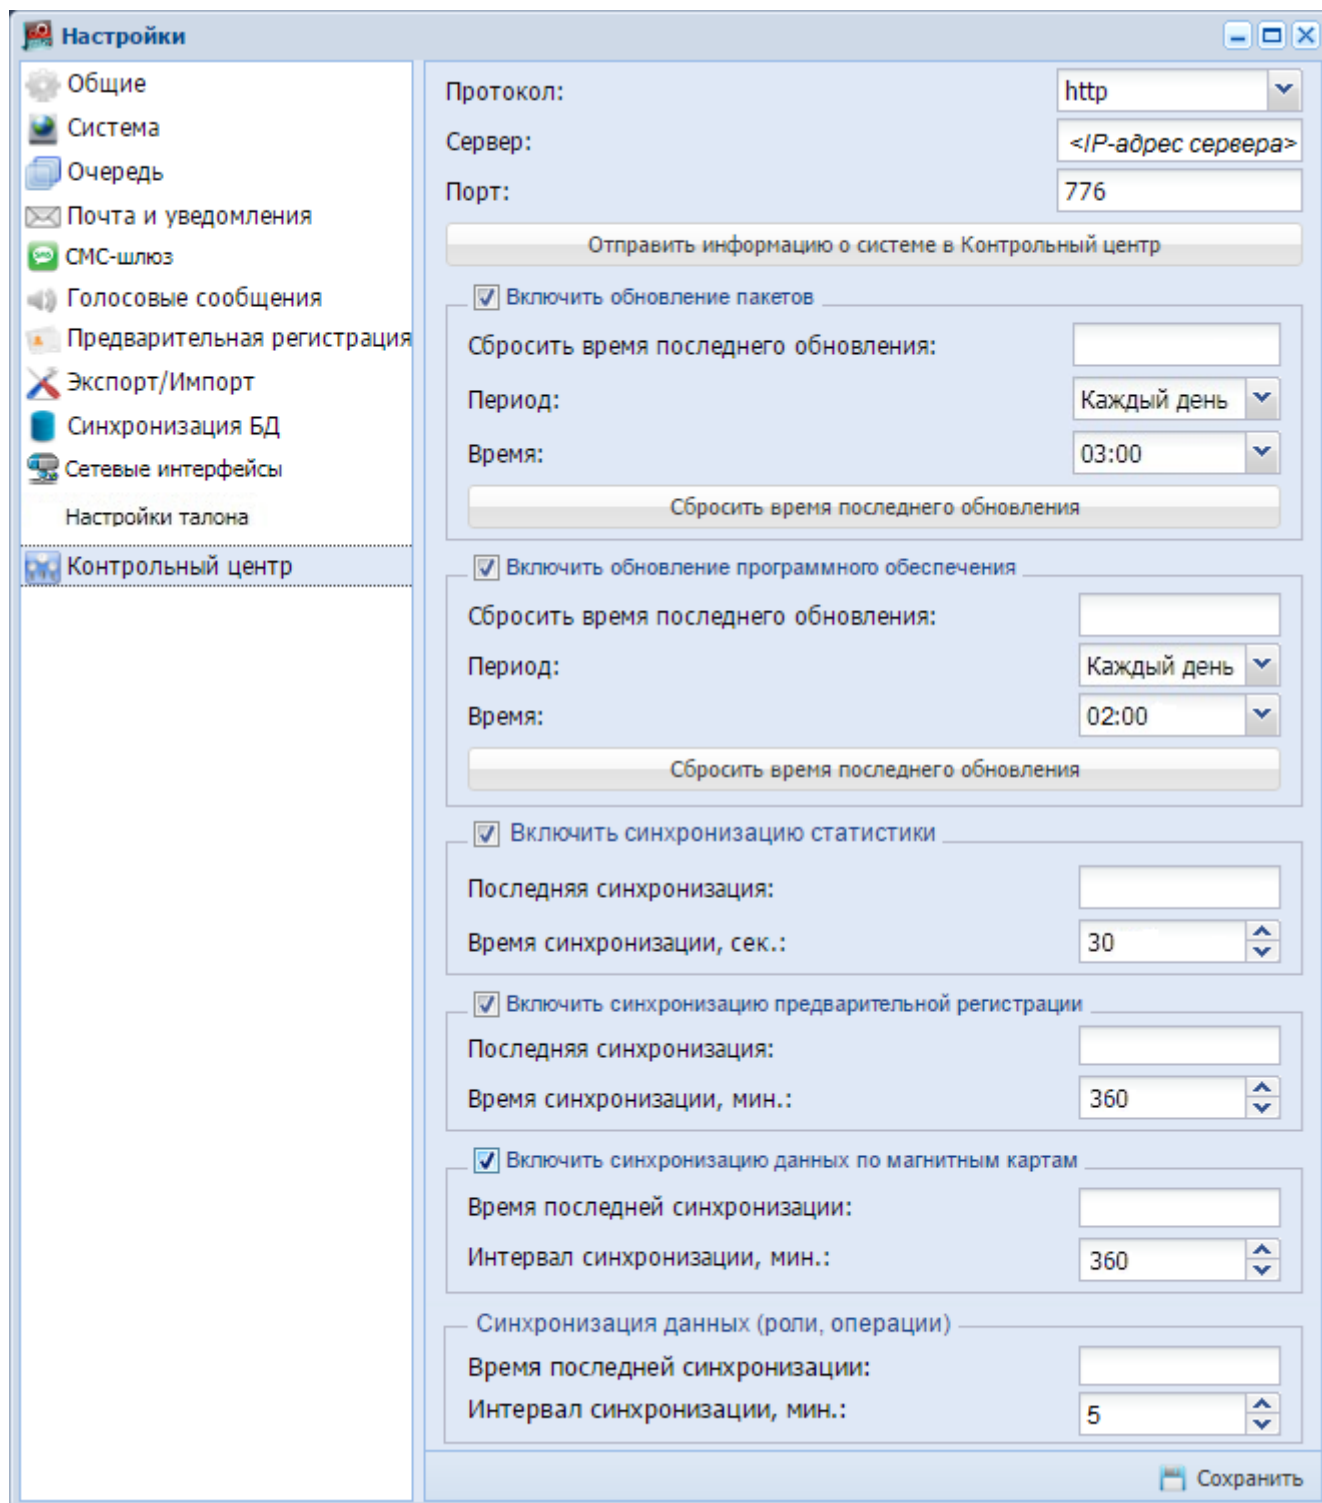 Настройки
Общие
Система
Очередь
Почта и уведомления
СМС-шлюз
Голосовые сообщения
Предварительная регистрация
Экспорт/Импорт
Синхронизация БД
Сетевые интерфейсы
Настройки талона
Контрольный центр
Протокол: http
Сервер: <IP-адрес сервера>
Порт: 776
Отправить информацию о системе в Контрольный центр
Включить обновление пакетов
Сбросить время последнего обновления:
Период: Каждый день
Время: 03:00
Сбросить время последнего обновления
Включить обновление программного обеспечения
Сбросить время последнего обновления:
Период: Каждый день
Время: 02:00
Сбросить время последнего обновления
Включить синхронизацию статистики
Последняя синхронизация:
Время синхронизации, сек.: 30
Включить синхронизацию предварительной регистрации
Последняя синхронизация:
Время синхронизации, мин.: 360
Включить синхронизацию данных по магнитным картам
Время последней синхронизации:
Интервал синхронизации, мин.: 360
Синхронизация данных (роли, операции)
Время последней синхронизации:
Интервал синхронизации, мин.: 5
Сохранить